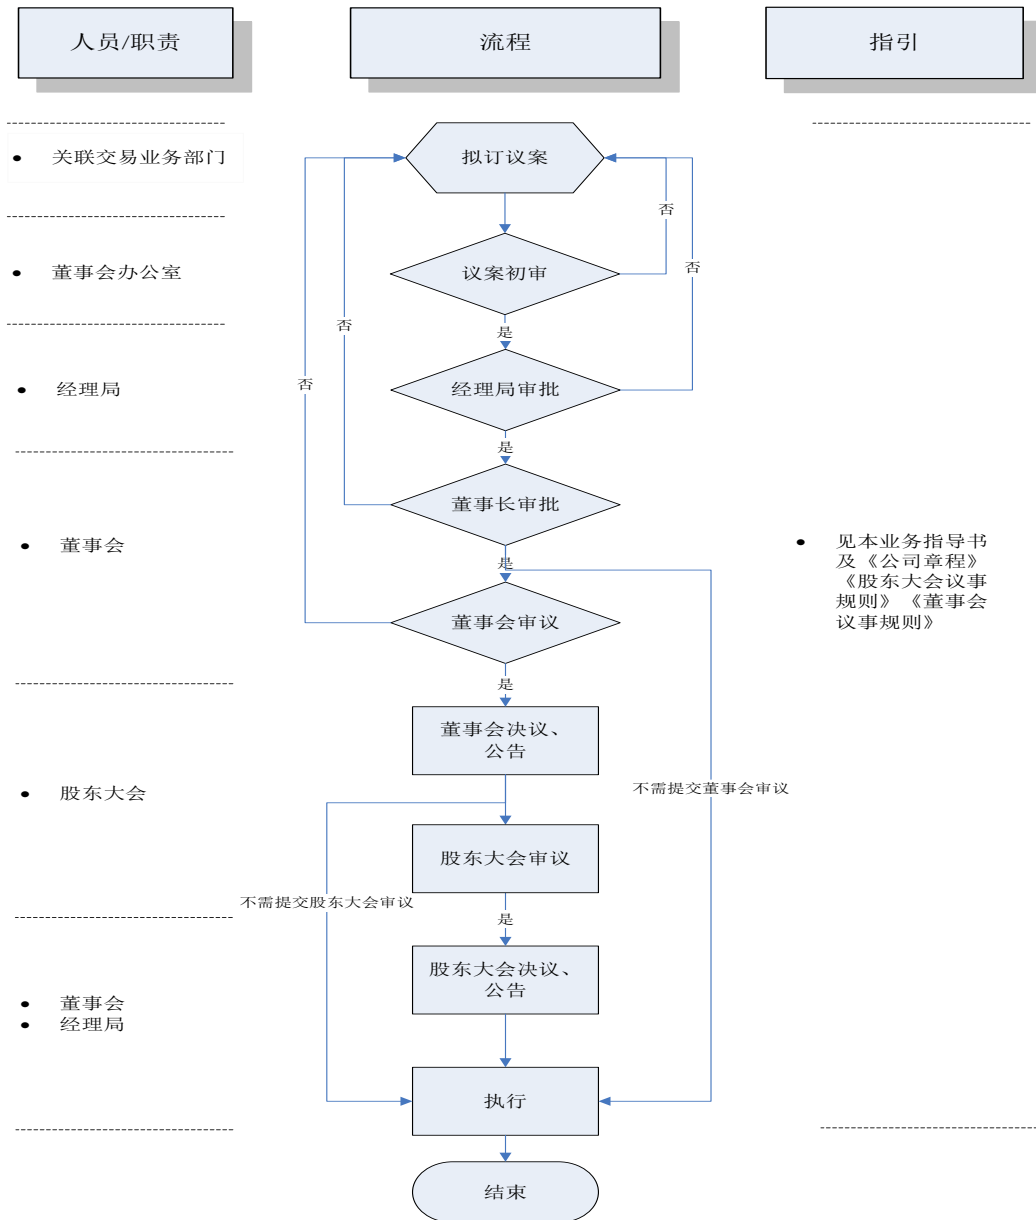 人员/职责
流程
指引
关联交易业务部门
拟订议案
否
董事会办公室
议案初审
否
是
否
经理局
经理局审批
否
是
董事长审批
董事会
是
见本业务指导书
及《公司章程》
《股东大会议事
规则》《董事会
议事规则》
董事会审议
是
董事会决议、
公告
不需提交董事会审议
股东大会
股东大会审议
不需提交股东大会审议
是
股东大会决议、
公告
董事会
经理局
执行
结束